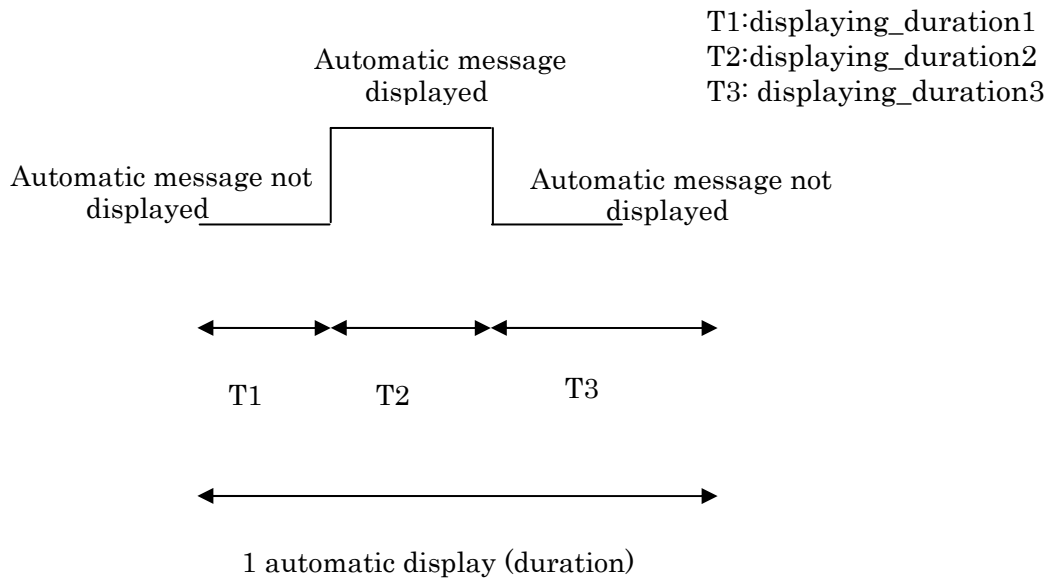 T1:displaying_duration1
T2:displaying_duration2
T3: displaying_duration3
Automatic message
displayed
Automatic message not
displayed
Automatic message not
displayed
T1
T2
T3
1 automatic display (duration)